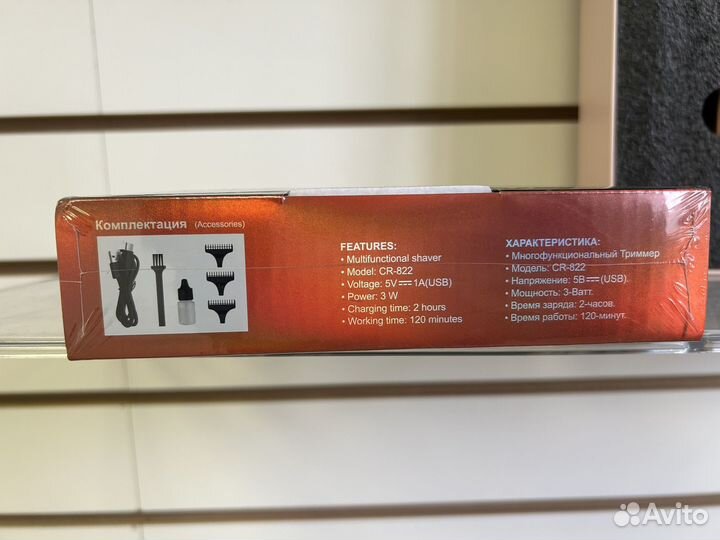 Комплектация (Accessories)
FEATURES:
• Multifunctional shaver
• Model: CR-822
• Voltage: 5V⎓1A(USB)
• Power: 3 W
• Charging time: 2 hours
• Working time: 120 minutes
ХАРАКТЕРИСТИКА:
• Многофункциональный Триммер
• Модель: CR-822
• Напряжение: 5В⎓(USB).
• Мощность: 3-Ватт.
• Время заряда: 2-часов.
• Время работы: 120-минут.
Avito